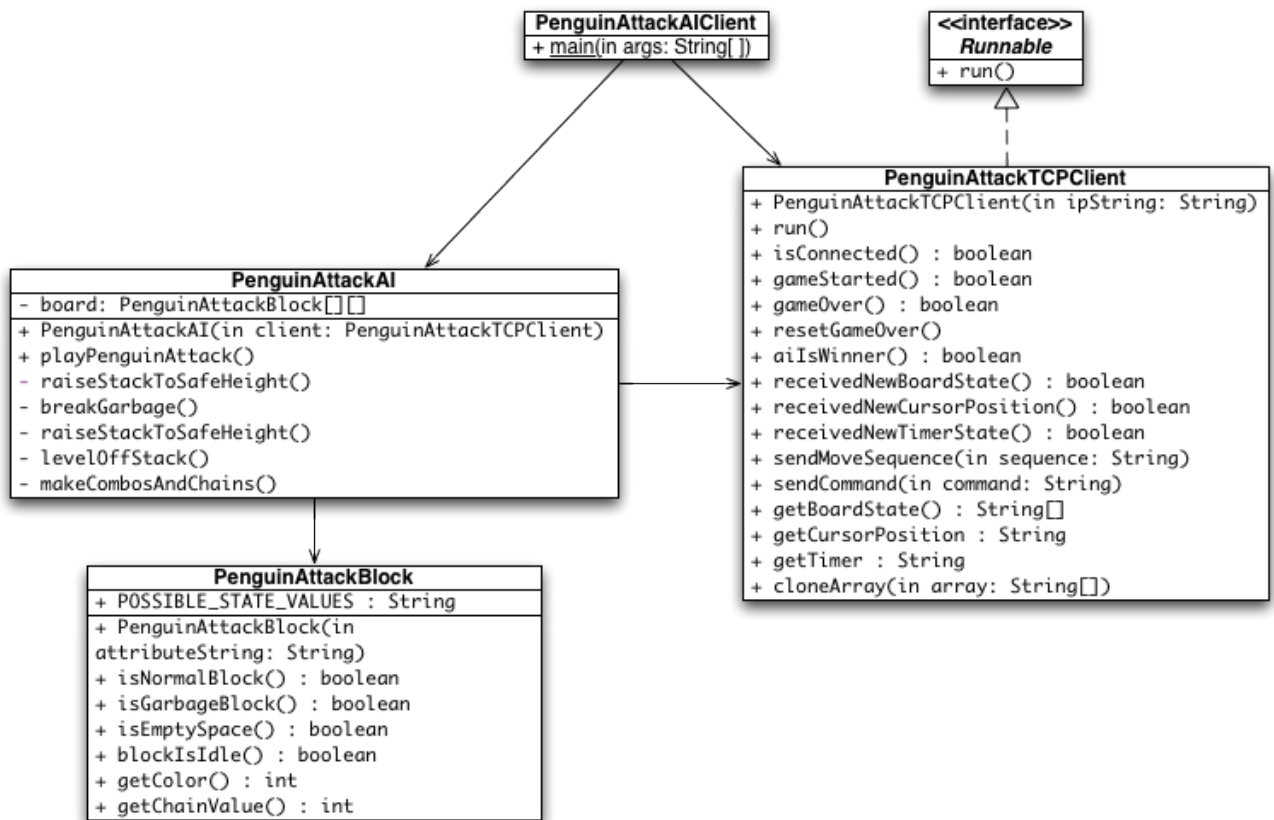 PenguinAttackAIClient
+ main(in args: String[ ])
<<interface>>
Runnable
+ run()
PenguinAttackTCPClient
+ PenguinAttackTCPClient(in ipString: String)
+ run()
+ isConnected() : boolean
+ gameStarted() : boolean
+ gameOver() : boolean
+ resetGameOver()
+ aiIsWinner() : boolean
+ receivedNewBoardState() : boolean
+ receivedNewCursorPosition() : boolean
+ receivedNewTimerState() : boolean
+ sendMoveSequence(in sequence: String)
+ sendCommand(in command: String)
+ getBoardState() : String[]
+ getCursorPosition : String
+ getTimer : String
+ cloneArray(in array: String[])
PenguinAttackAI
- board: PenguinAttackBlock[][]
+ PenguinAttackAI(in client: PenguinAttackTCPClient)
+ playPenguinAttack()
- raiseStackToSafeHeight()
- breakGarbage()
- raiseStackToSafeHeight()
- levelOffStack()
- makeCombosAndChains()
PenguinAttackBlock
+ POSSIBLE_STATE_VALUES : String
+ PenguinAttackBlock(in
attributeString: String)
+ isNormalBlock() : boolean
+ isGarbageBlock() : boolean
+ isEmptySpace() : boolean
+ blockIsIdle() : boolean
+ getColor() : int
+ getChainValue() : int